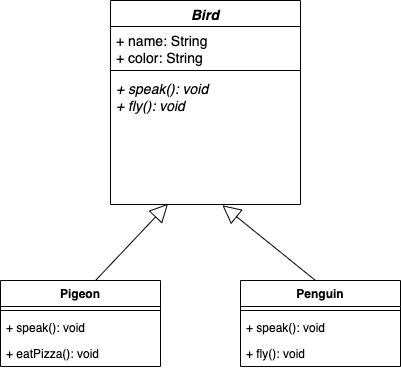 Bird
+ name: String
+ color: String
+ speak(): void
+ fly(): void
Pigeon
+ speak(): void
+ eatPizza(): void
Penguin
+ speak(): void
+ fly(): void